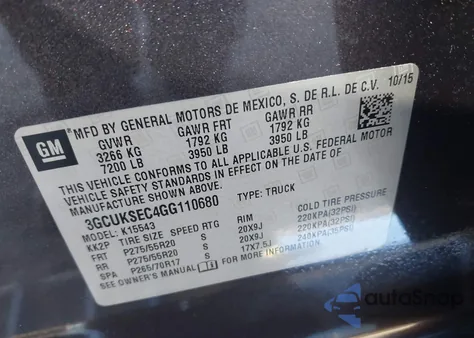 GM
MFD BY GENERAL MOTORS DE MEXICO, S. DE R.L. DE C.V. 10/15
GVWR GAWR FRT GAWR RR
3266 KG 1792 KG 1792 KG
7200 LB 3950 LB 3950 LB
THIS VEHICLE CONFORMS TO ALL APPLICABLE U.S. FEDERAL MOTOR
VEHICLE SAFETY STANDARDS IN EFFECT ON THE DATE OF
MANUFACTURE SHOWN ABOVE.
3GCUKSEC4GG110680 TYPE: TRUCK
MODEL: K15543
KK2P TIRE SIZE SPEED RTG RIM COLD TIRE PRESSURE
FRT P275/55R20 S 20X9J 220KPA(32PSI)
RR P275/55R20 S 20X9J 220KPA(32PSI)
SPA P265/70R17 S 17X7.5J 240KPA(35PSI)
SEE OWNER'S MANUAL FOR MORE INFORMATION.
autoSnap